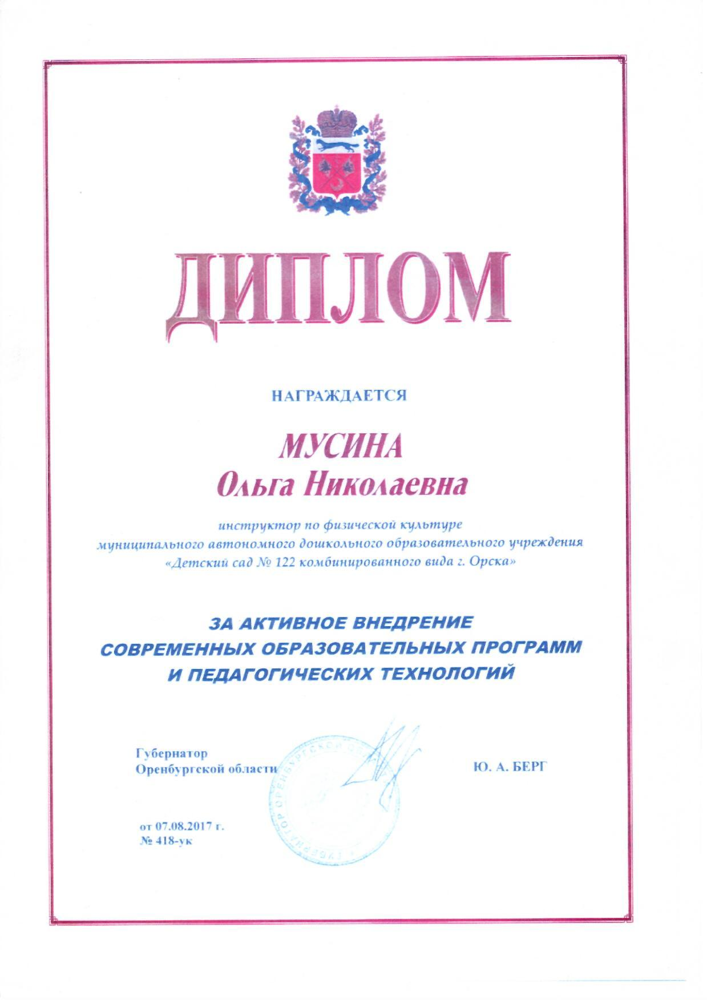 ДИПЛОМ
НАГРАЖДАЕТСЯ
МУСИНА
Ольга Николаевна
инструктор по физической культуре
муниципального автономного дошкольного образовательного учреждения
«Детский сад № 122 комбинированного вида г. Орска»
ЗА АКТИВНОЕ ВНЕДРЕНИЕ
СОВРЕМЕННЫХ ОБРАЗОВАТЕЛЬНЫХ ПРОГРАММ
И ПЕДАГОГИЧЕСКИХ ТЕХНОЛОГИЙ
Губернатор
Оренбургской области
Ю. А. БЕРГ
ГУБЕРНАТОР ОРЕНБУРГСКОЙ ОБЛАСТИ
от 07.08.2017 г.
№ 418-ук